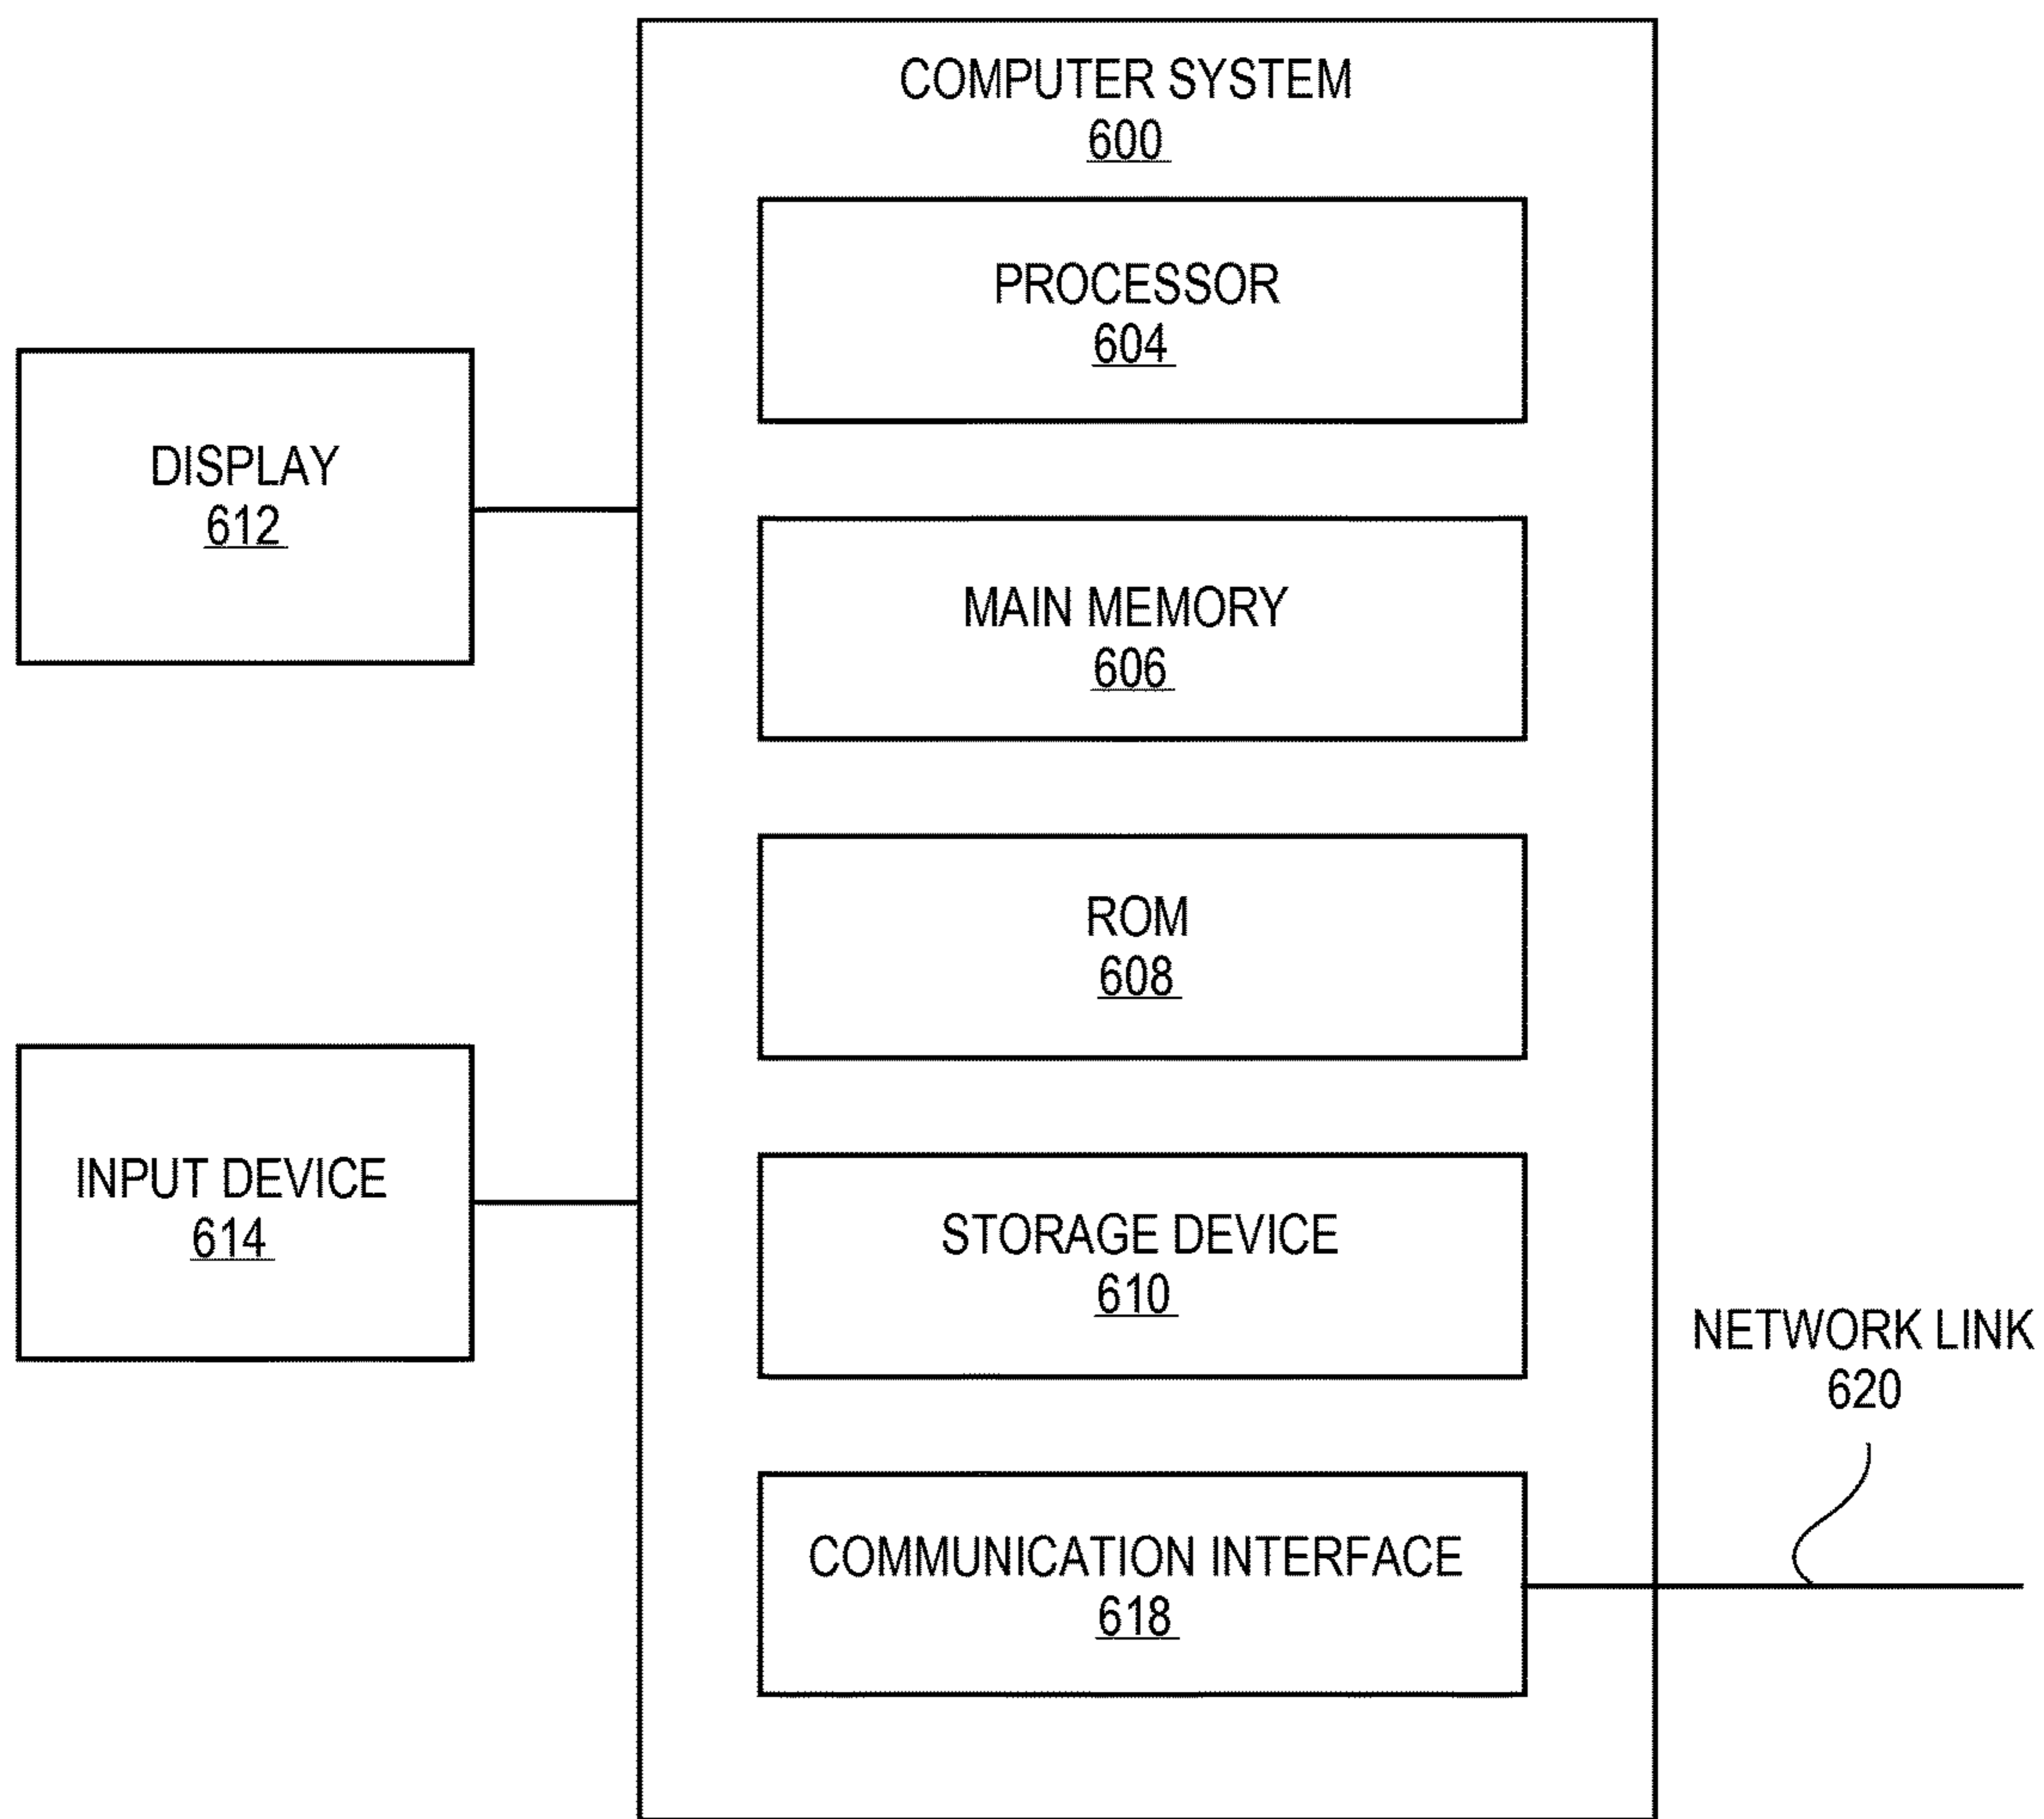 COMPUTER SYSTEM
600
PROCESSOR
604
DISPLAY
612
MAIN MEMORY
606
ROM
608
INPUT DEVICE
614
STORAGE DEVICE
610
NETWORK LINK
620
COMMUNICATION INTERFACE
618